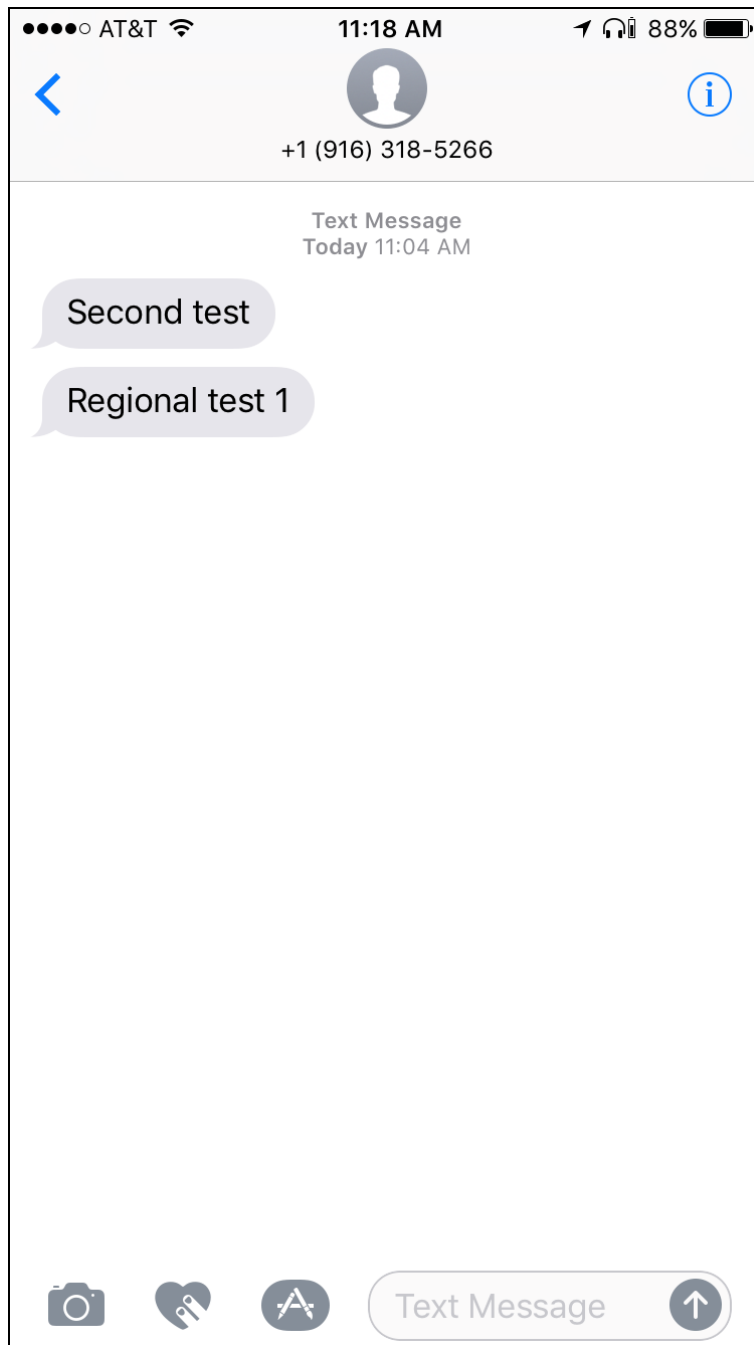 AT&T 11:18 AM 88%
+1 (916) 318-5266
Text Message
Today 11:04 AM
Second test
Regional test 1
Text Message